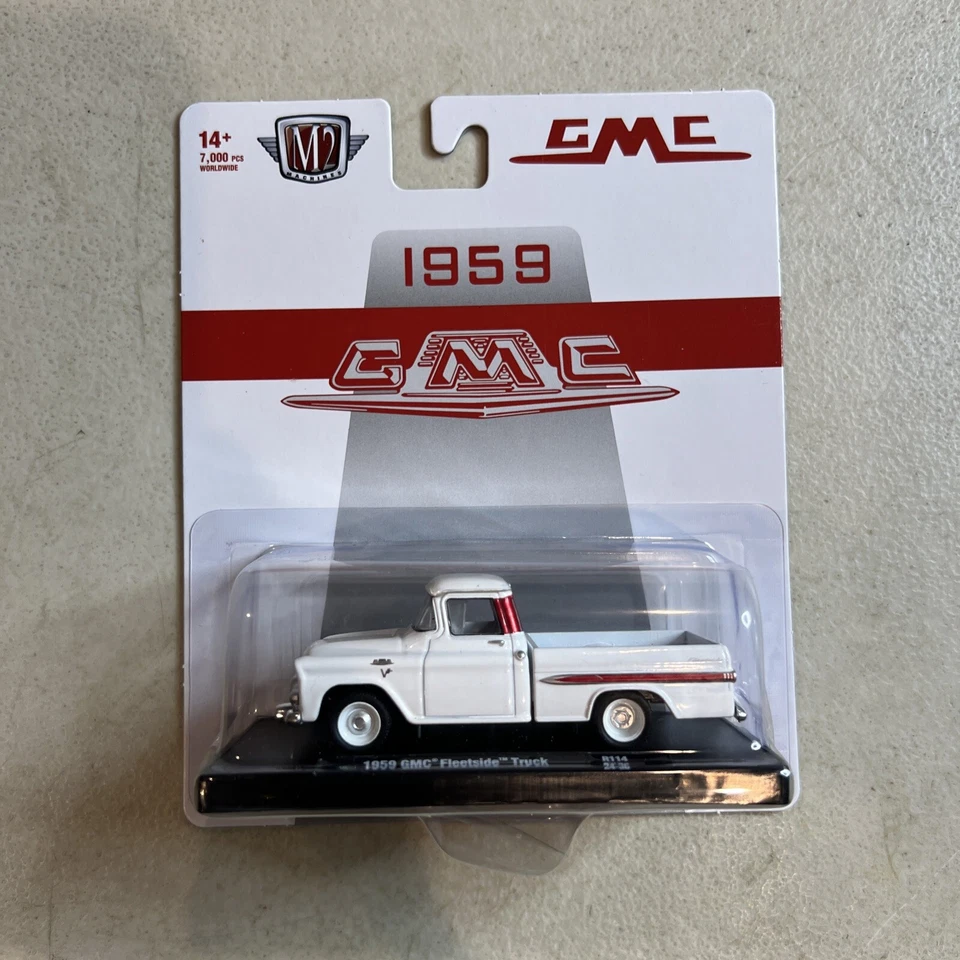 14+
7,000 PCS
WORLDWIDE
M2
MACHINES
GMC
1959
GMC
1959 GMC® Fleetside™ Truck
R114
24-36